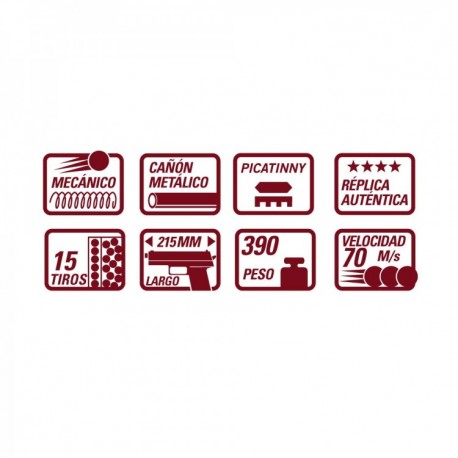 MECÁNICO
CAÑÓN
METÁLICO
PICATINNY
RÉPLICA
AUTÉNTICA
15
TIROS
215MM
LARGO
390
PESO
VELOCIDAD
70 M/s